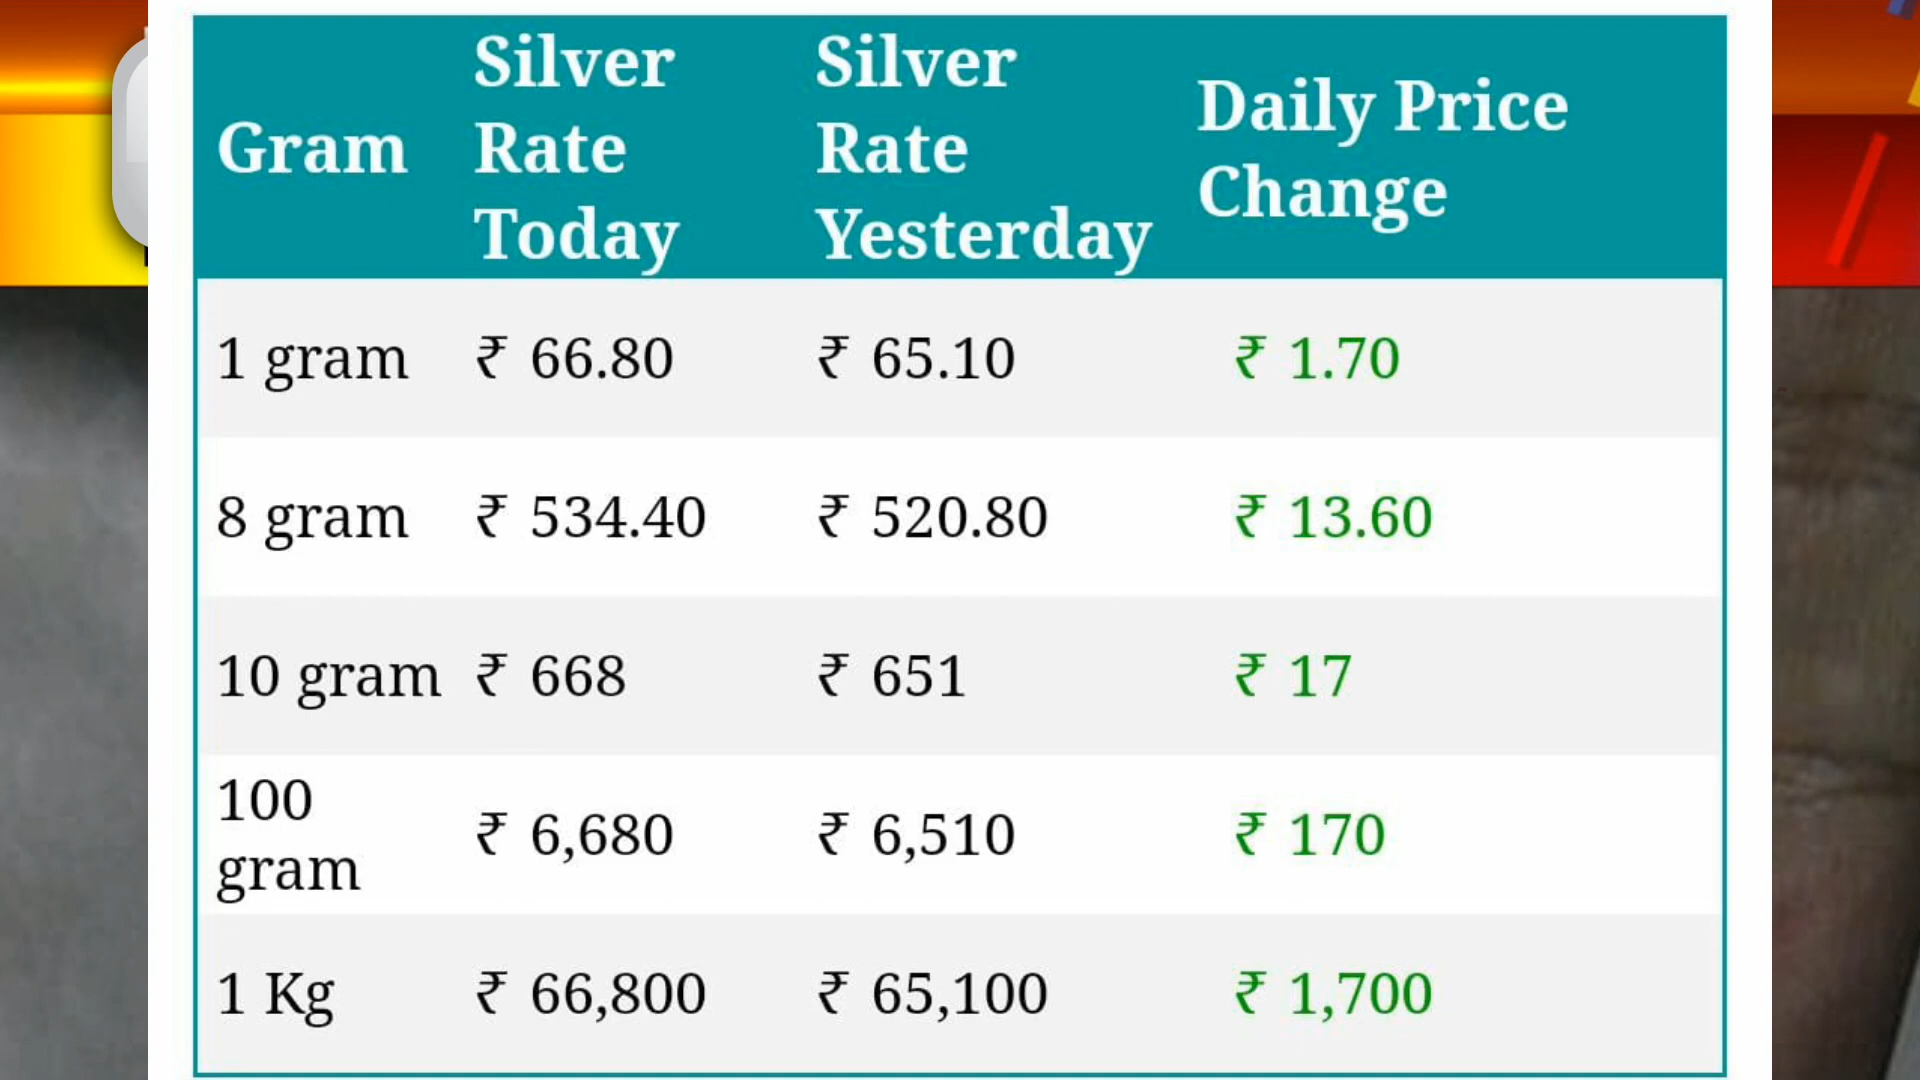 Gram Silver Rate Today Silver Rate Yesterday Daily Price Change
1 gram ₹ 66.80 ₹ 65.10 ₹ 1.70
8 gram ₹ 534.40 ₹ 520.80 ₹ 13.60
10 gram ₹ 668 ₹ 651 ₹ 17
100 gram ₹ 6,680 ₹ 6,510 ₹ 170
1 Kg ₹ 66,800 ₹ 65,100 ₹ 1,700